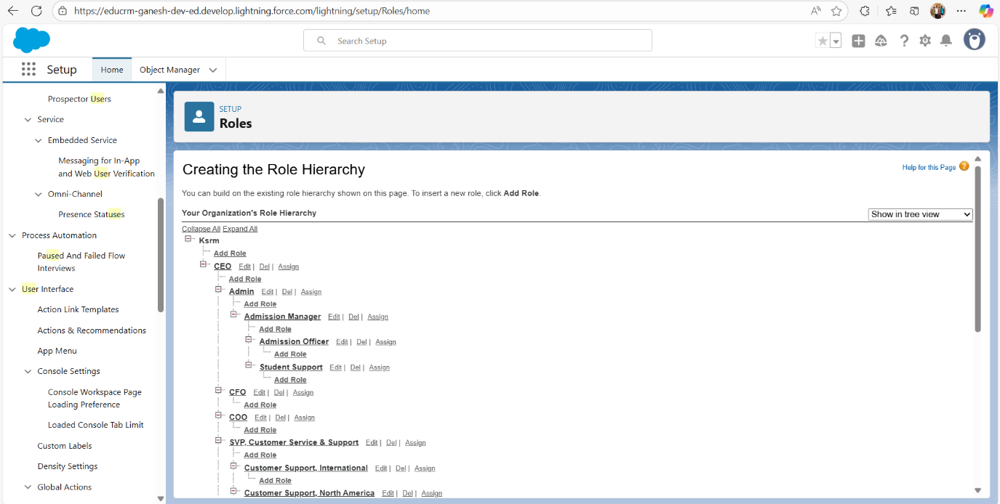 https://educrm-ganesh-dev-ed.develop.lightning.force.com/lightning/setup/Roles/home
Search Setup
Setup
Home
Object Manager
Prospector Users
Service
Embedded Service
Messaging for In-App
and Web User Verification
Omni-Channel
Presence Statuses
Process Automation
Paused And Failed Flow
Interviews
User Interface
Action Link Templates
Actions & Recommendations
App Menu
Console Settings
Console Workspace Page
Loading Preference
Loaded Console Tab Limit
Custom Labels
Density Settings
Global Actions
SETUP
Roles
Creating the Role Hierarchy
Help for this Page ?
You can build on the existing role hierarchy shown on this page. To insert a new role, click Add Role.
Your Organization's Role Hierarchy
Show in tree view
Collapse All Expand All
Ksrm
Add Role
CEO Edit | Del | Assign
Add Role
Admin Edit | Del | Assign
Add Role
Admission Manager Edit | Del | Assign
Add Role
Admission Officer Edit | Del | Assign
Add Role
Student Support Edit | Del | Assign
Add Role
CFO Edit | Del | Assign
Add Role
COO Edit | Del | Assign
Add Role
SVP, Customer Service & Support Edit | Del | Assign
Add Role
Customer Support, International Edit | Del | Assign
Add Role
Customer Support, North America Edit | Del | Assign